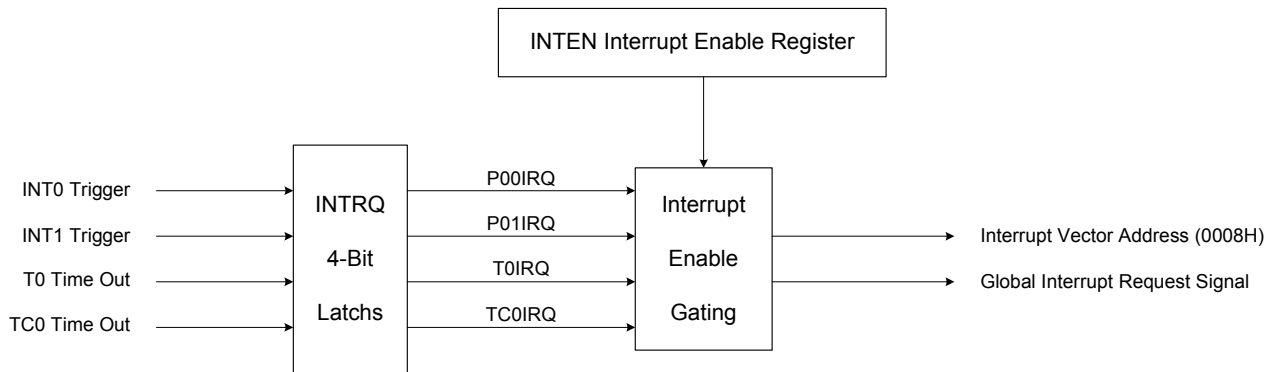 INTEN Interrupt Enable Register
INT0 Trigger
INT1 Trigger
T0 Time Out
TC0 Time Out
INTRQ
4-Bit
Latchs
P00IRQ
P01IRQ
T0IRQ
TC0IRQ
Interrupt
Enable
Gating
Interrupt Vector Address (0008H)
Global Interrupt Request Signal